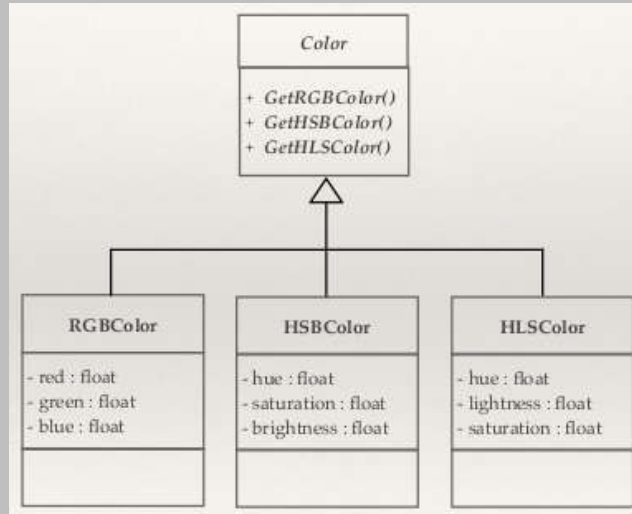 Color
+ GetRGBColor()
+ GetHSBColor()
+ GetHLSColor()
RGBColor
- red : float
- green : float
- blue : float
HSBColor
- hue : float
- saturation : float
- brightness : float
HLSColor
- hue : float
- lightness : float
- saturation : float